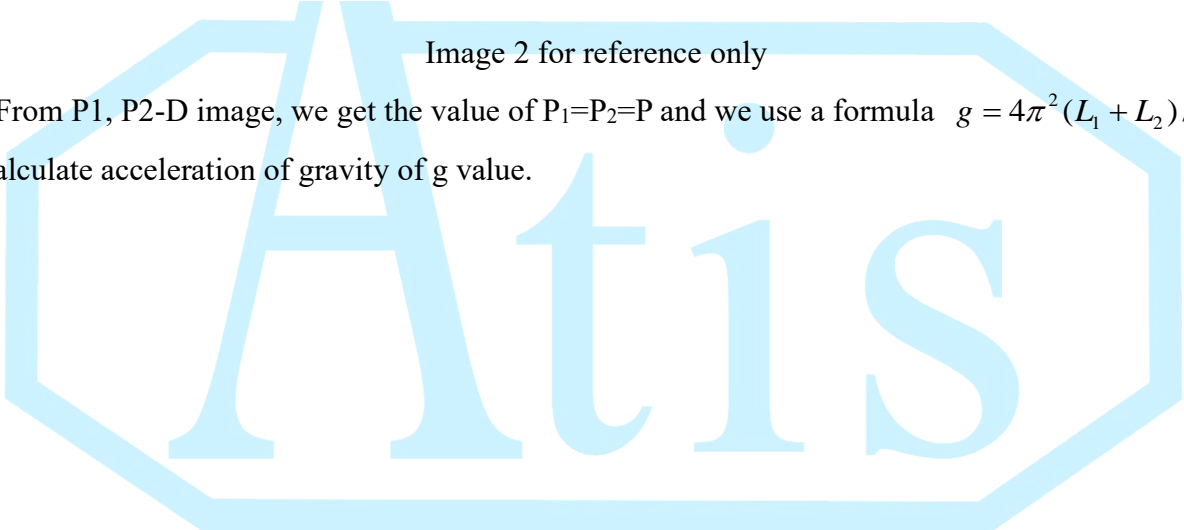 Image 2 for reference only
From P1, P2-D image, we get the value of P₁=P₂=P and we use a formula g = 4π²(L₁ + L₂)
alculate acceleration of gravity of g value.
Atis